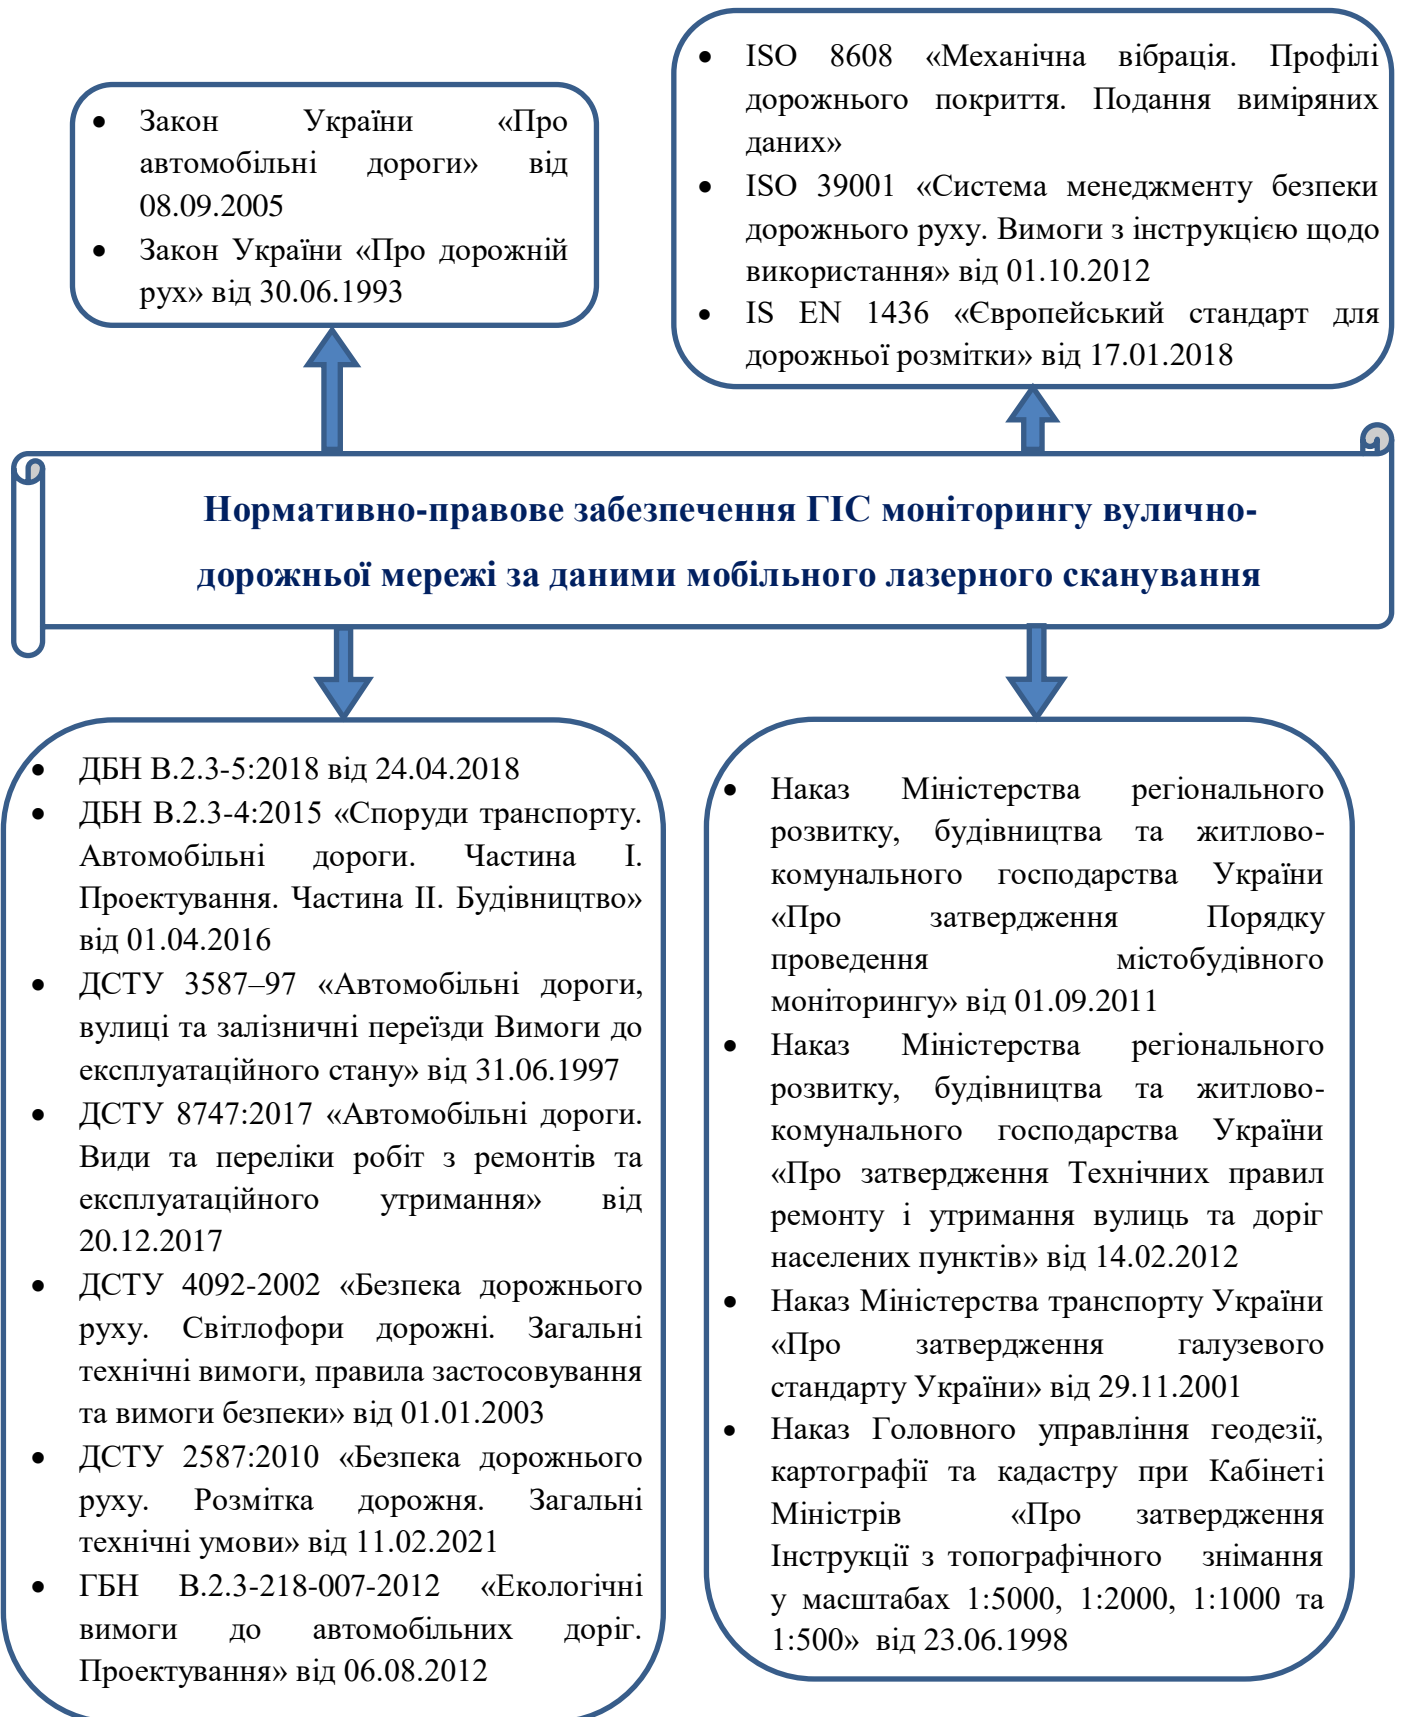 Закон України «Про
автомобільні дороги» від
08.09.2005
Закон України «Про дорожній
рух» від 30.06.1993
ISO 8608 «Механічна вібрація. Профілі
дорожнього покриття. Подання виміряних
даних»
ISO 39001 «Система менеджменту безпеки
дорожнього руху. Вимоги з інструкцією щодо
використання» від 01.10.2012
IS EN 1436 «Європейський стандарт для
дорожньої розмітки» від 17.01.2018
Нормативно-правове забезпечення ГІС моніторингу вулично-
дорожньої мережі за даними мобільного лазерного сканування
ДБН В.2.3-5:2018 від 24.04.2018
ДБН В.2.3-4:2015 «Споруди транспорту.
Автомобільні дороги. Частина І.
Проектування. Частина ІІ. Будівництво»
від 01.04.2016
ДСТУ 3587–97 «Автомобільні дороги,
вулиці та залізничні переїзди Вимоги до
експлуатаційного стану» від 31.06.1997
ДСТУ 8747:2017 «Автомобільні дороги.
Види та переліки робіт з ремонтів та
експлуатаційного утримання» від
20.12.2017
ДСТУ 4092-2002 «Безпека дорожнього
руху. Світлофори дорожні. Загальні
технічні вимоги, правила застосовування
та вимоги безпеки» від 01.01.2003
ДСТУ 2587:2010 «Безпека дорожнього
руху. Розмітка дорожня. Загальні
технічні умови» від 11.02.2021
ГБН В.2.3-218-007-2012 «Екологічні
вимоги до автомобільних доріг.
Проектування» від 06.08.2012
Наказ Міністерства регіонального
розвитку, будівництва та житлово-
комунального господарства України
«Про затвердження Порядку
проведення містобудівного
моніторингу» від 01.09.2011
Наказ Міністерства регіонального
розвитку, будівництва та житлово-
комунального господарства України
«Про затвердження Технічних правил
ремонту і утримання вулиць та доріг
населених пунктів» від 14.02.2012
Наказ Міністерства транспорту України
«Про затвердження галузевого
стандарту України» від 29.11.2001
Наказ Головного управління геодезії,
картографії та кадастру при Кабінеті
Міністрів «Про затвердження
Інструкції з топографічного знімання
у масштабах 1:5000, 1:2000, 1:1000 та
1:500» від 23.06.1998